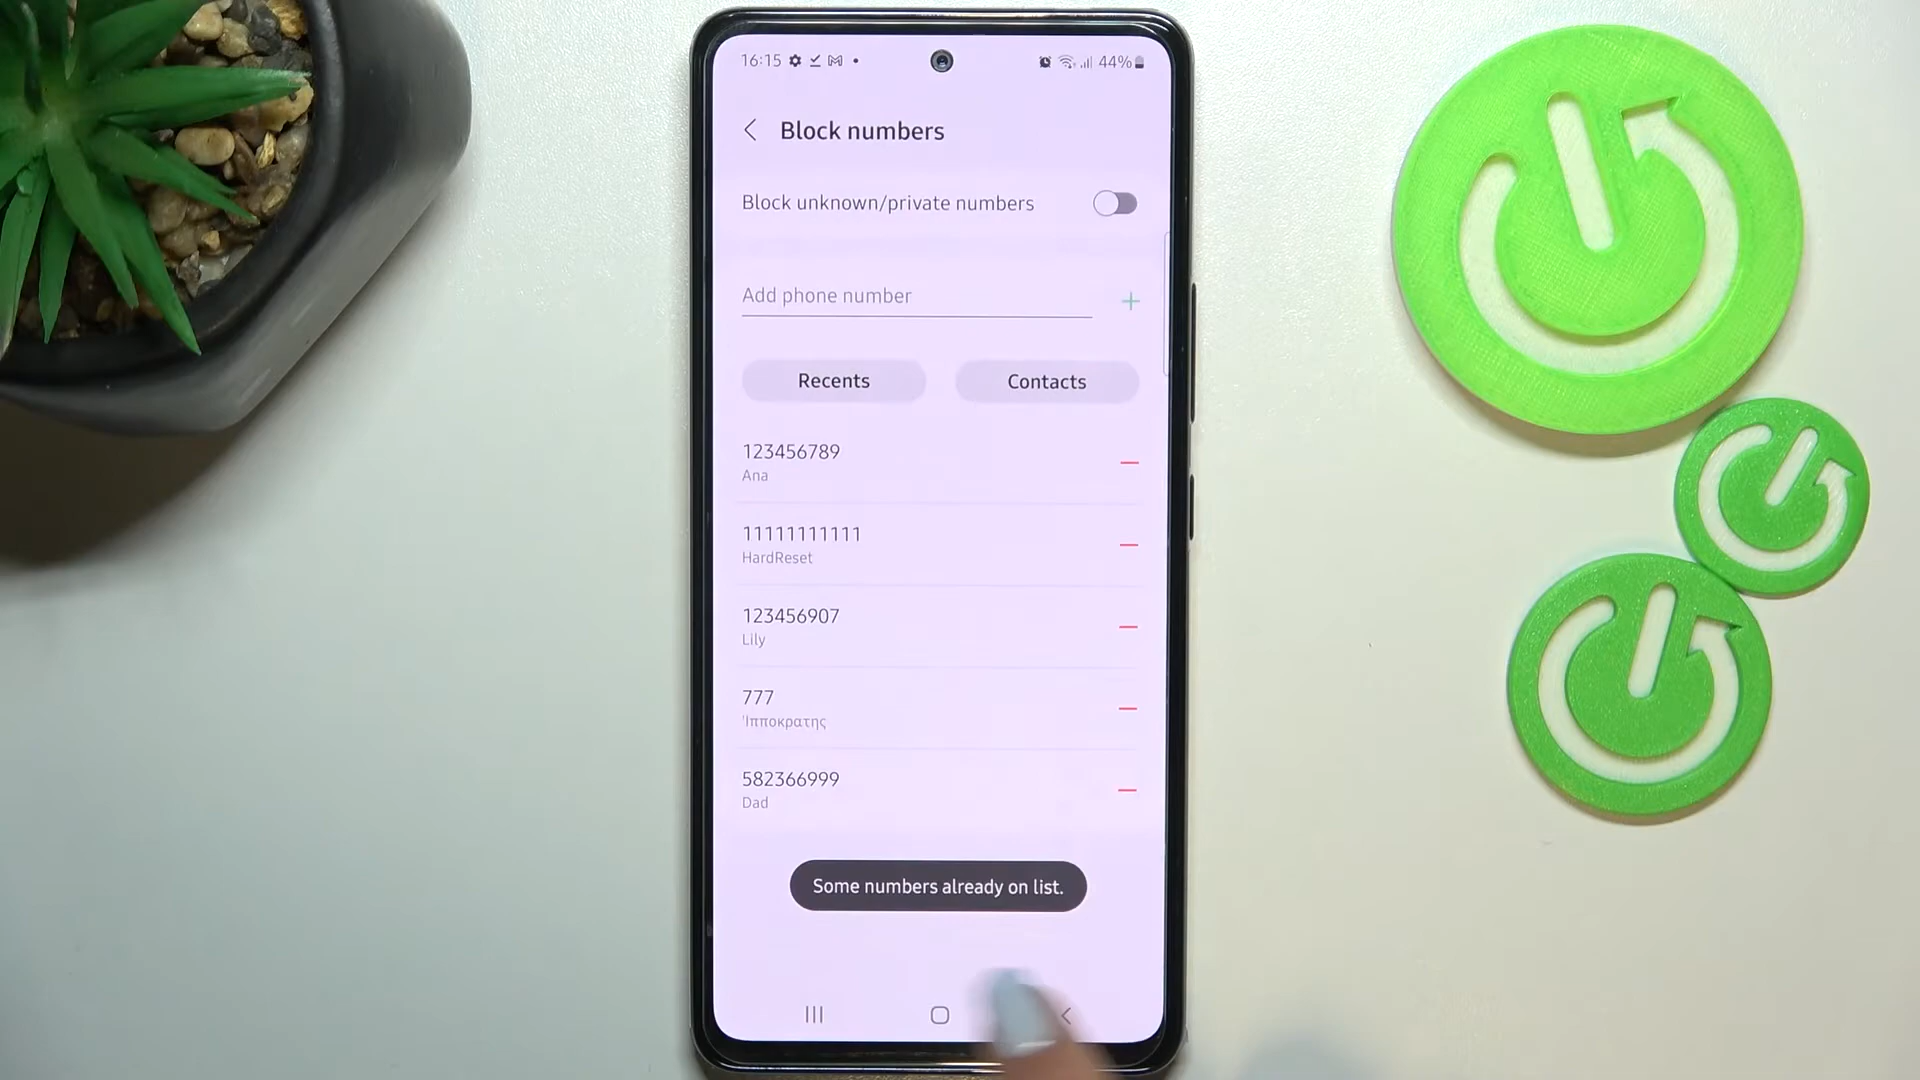 16:15 44%
Block numbers
Block unknown/private numbers
Add phone number
Recents Contacts
123456789
Ana
11111111111
HardReset
123456907
Lily
777
'Ιπποκρατης
582366999
Dad
Some numbers already on list.